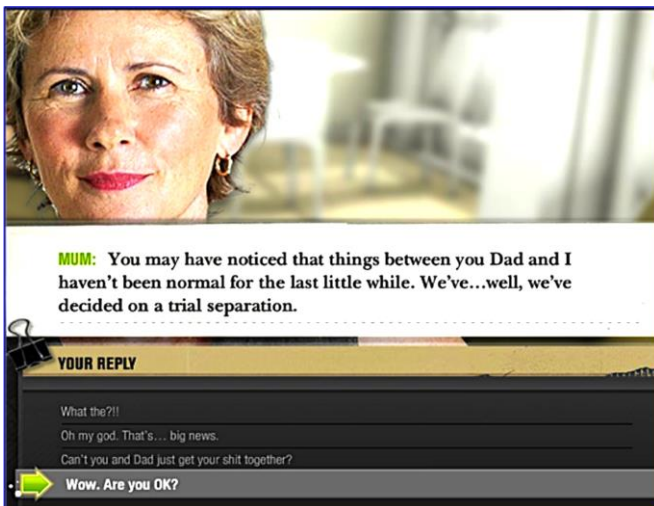 MUM: You may have noticed that things between you Dad and I
haven't been normal for the last little while. We've...well, we've
decided on a trial separation.
YOUR REPLY
What the?!!
Oh my god. That's... big news.
Can't you and Dad just get your shit together?
Wow. Are you OK?